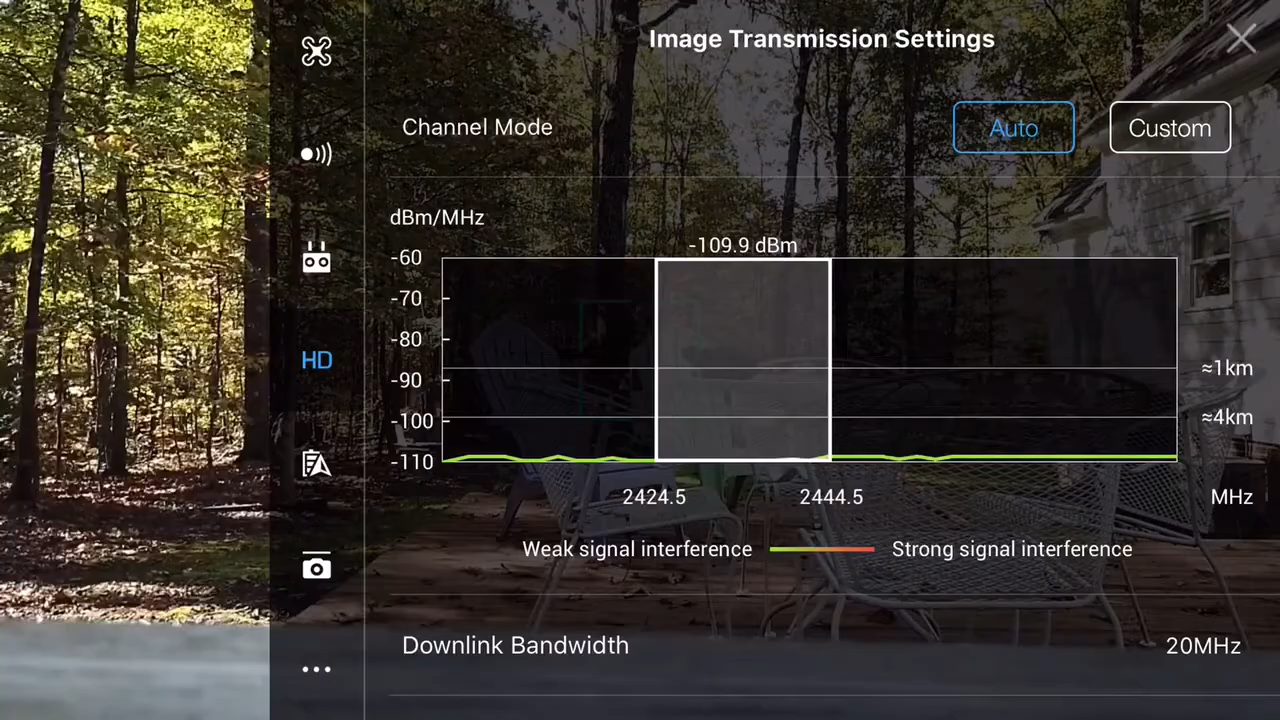 Image Transmission Settings
Channel Mode
Auto
Custom
dBm/MHz
-109.9 dBm
-60
-70
-80
-90
-100
-110
≈1km
≈4km
HD
2424.5
2444.5
MHz
Weak signal interference
Strong signal interference
Downlink Bandwidth
20MHz